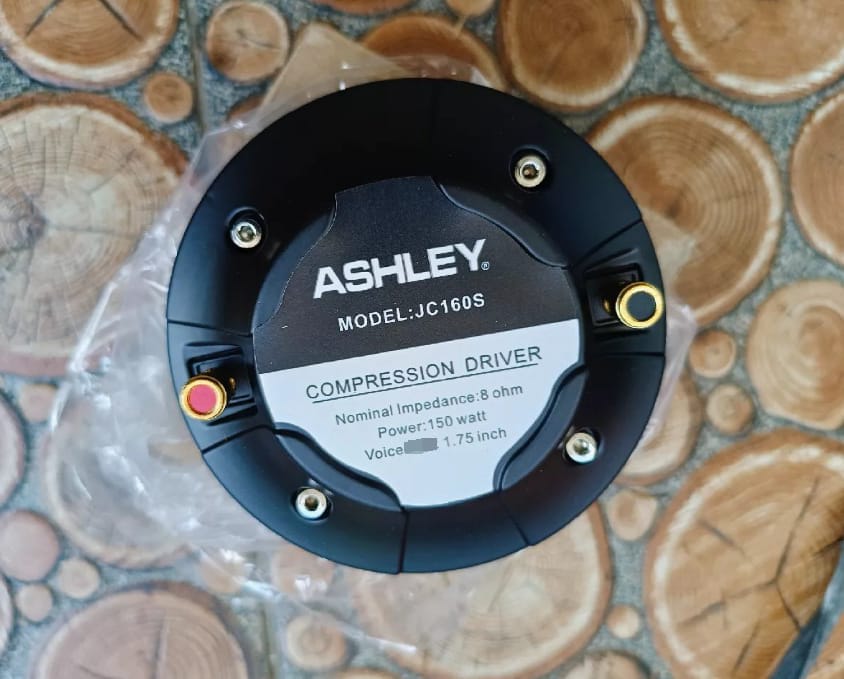 ASHLEY®
MODEL:JC160S
COMPRESSION DRIVER
Nominal Impedance:8 ohm
Power:150 watt
Voice 1.75 inch